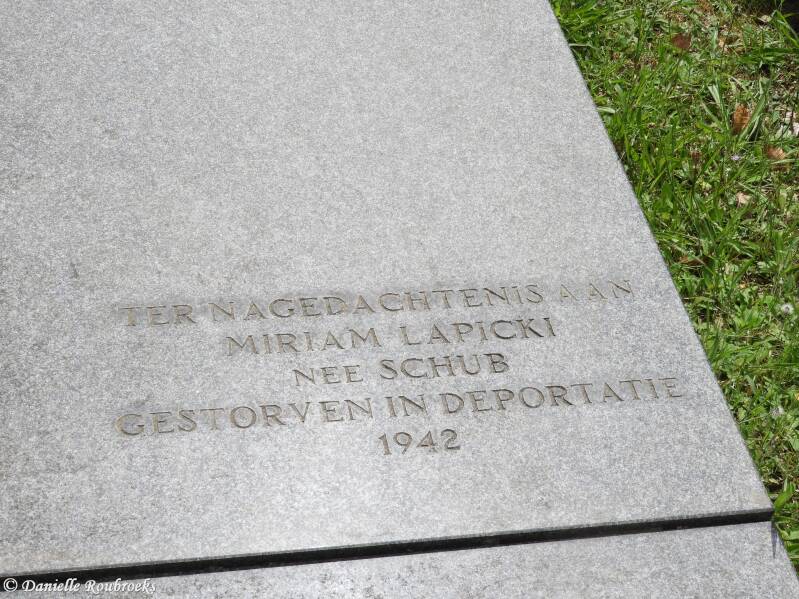 TER NAGEDACHTENIS AAN
MIRIAM LAPICKI
NEE SCHUB
GESTORVEN IN DEPORTATIE
1942
© Danielle Roubroeks